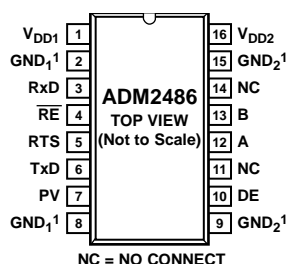 VDD1 1 16 VDD2
GND1¹ 2 15 GND2¹
RxD 3 14 NC
R̅E̅ 4 13 B
RTS 5 12 A
TxD 6 11 NC
PV 7 10 DE
GND1¹ 8 9 GND2¹
ADM2486
TOP VIEW
(Not to Scale)
NC = NO CONNECT